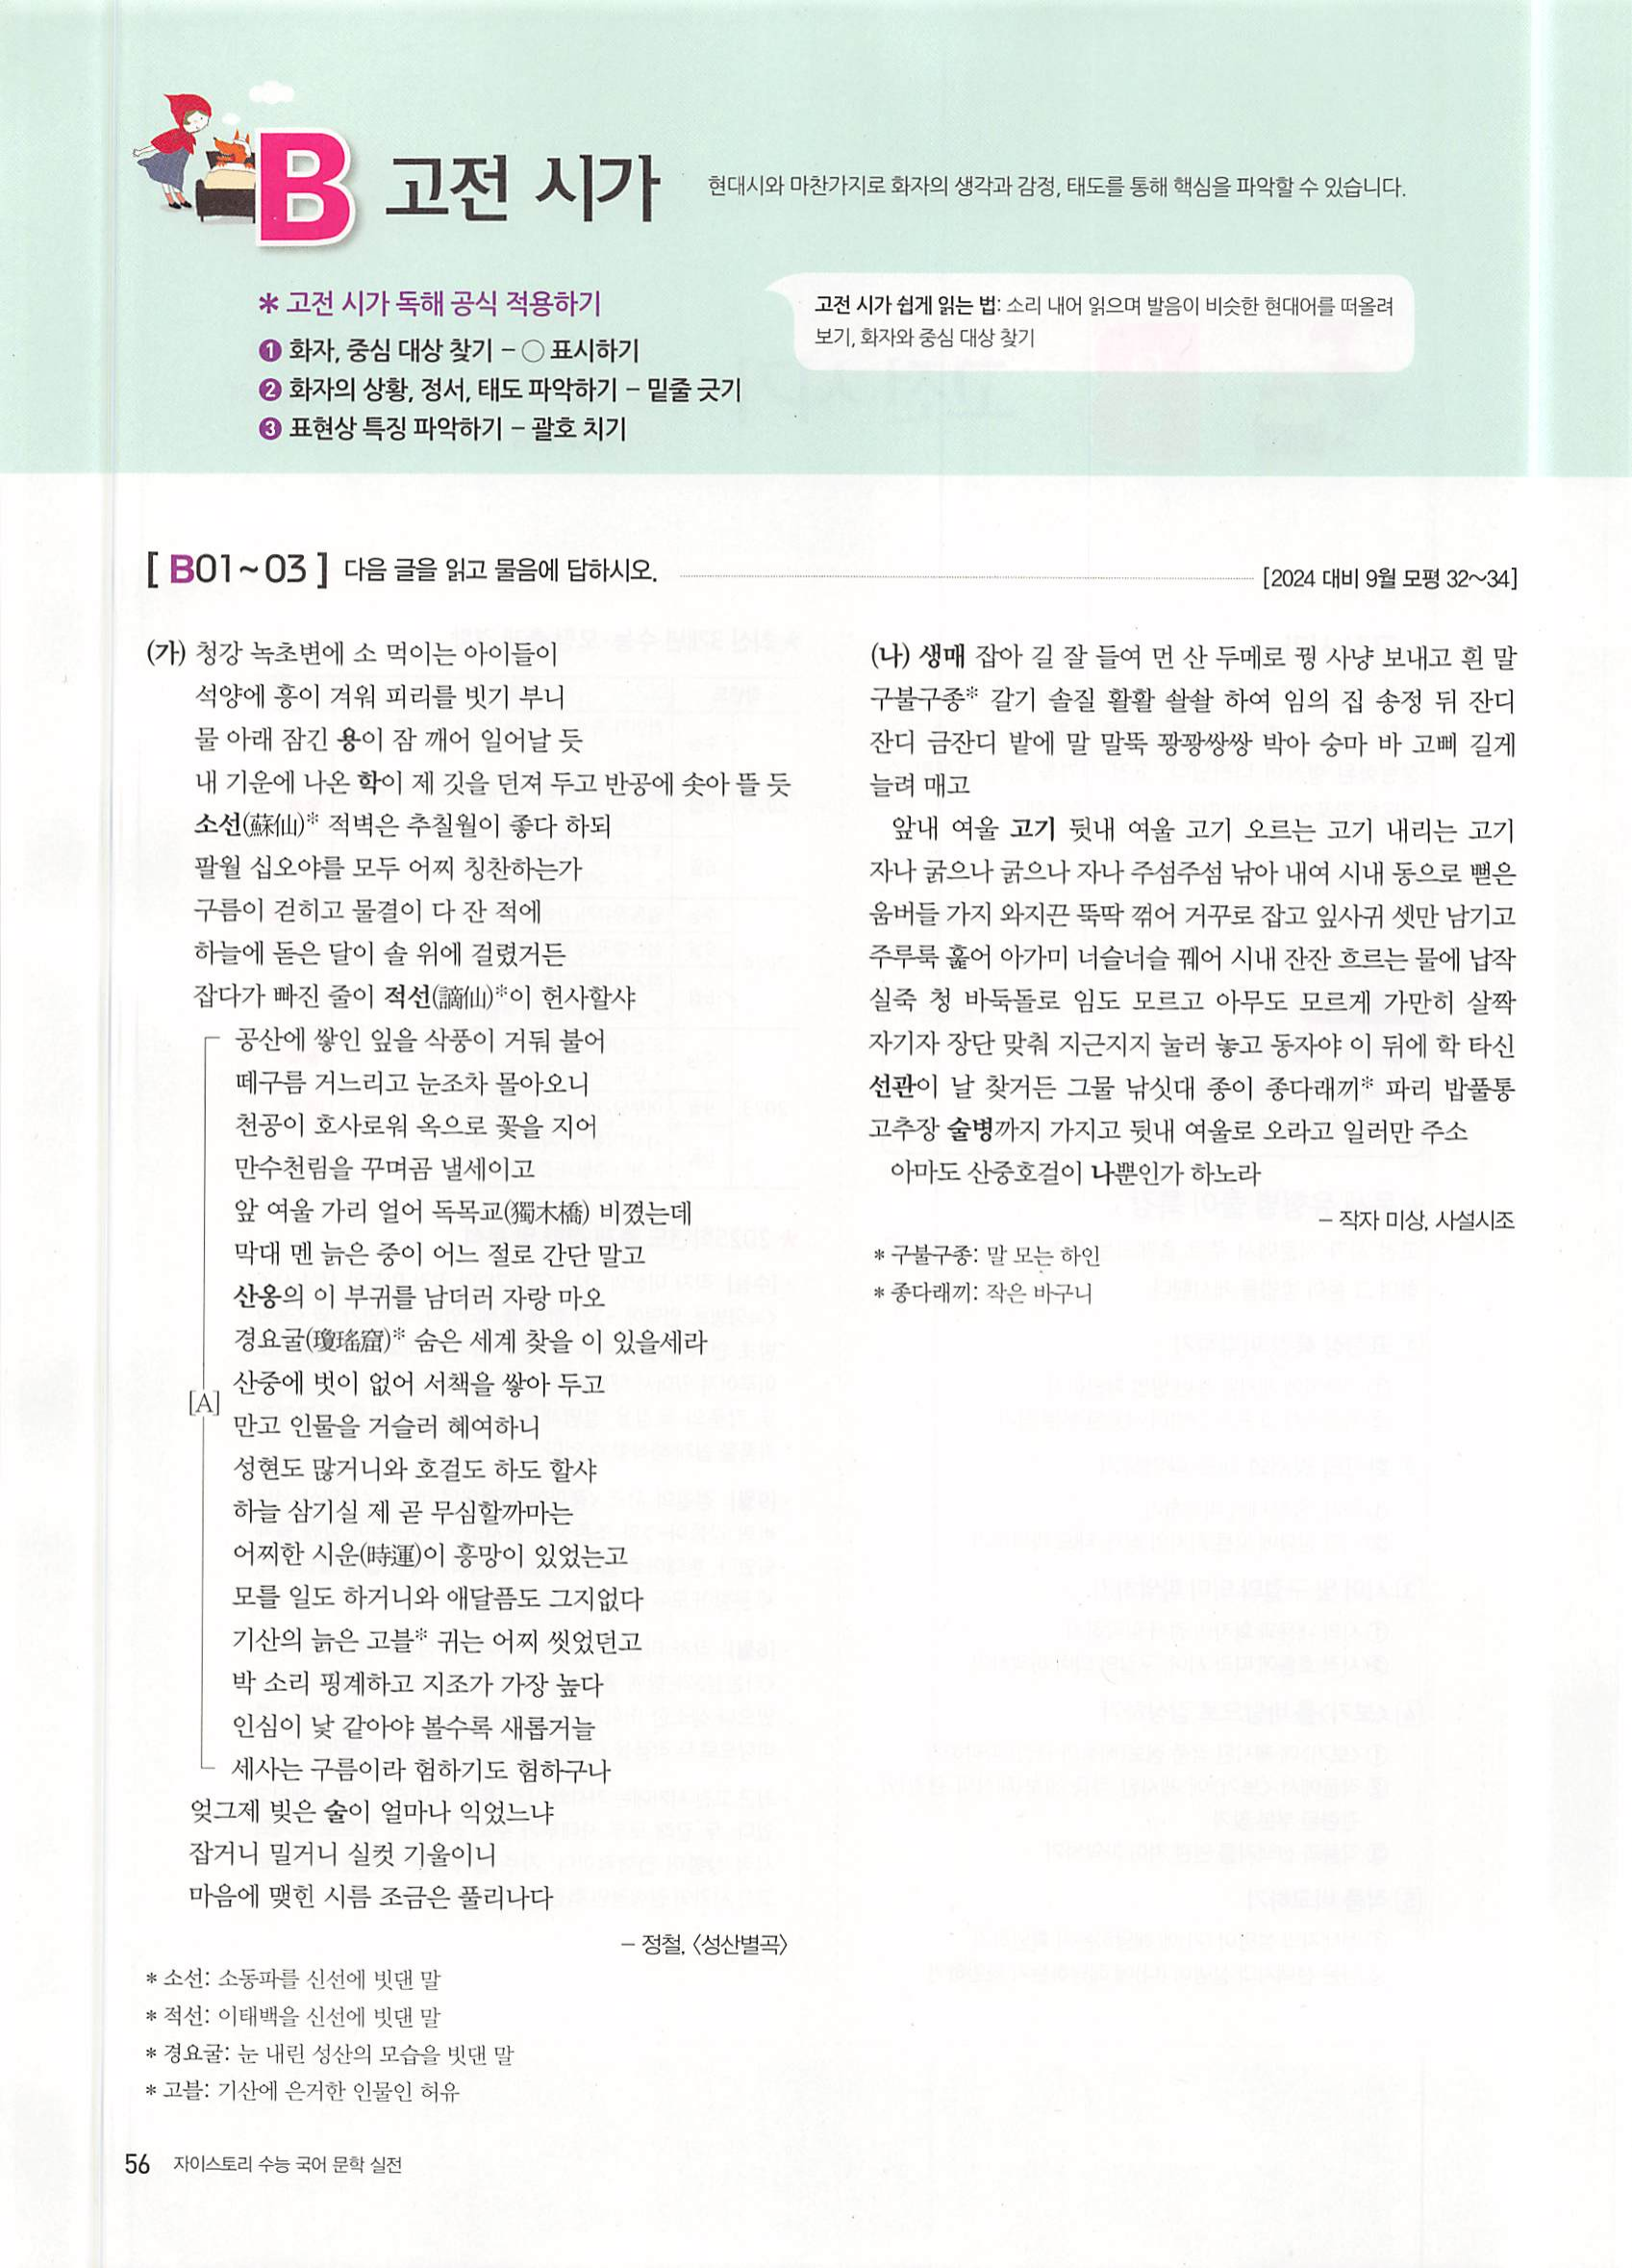 B 고전 시가
현대시와 마찬가지로 화자의 생각과 감정, 태도를 통해 핵심을 파악할 수 있습니다.
* 고전 시가 독해 공식 적용하기
❶ 화자, 중심 대상 찾기 – ○ 표시하기
❷ 화자의 상황, 정서, 태도 파악하기 – 밑줄 긋기
❸ 표현상 특징 파악하기 – 괄호 치기
고전 시가 쉽게 읽는 법: 소리 내어 읽으며 발음이 비슷한 현대어를 떠올려
보기, 화자와 중심 대상 찾기
[ B01~03 ] 다음 글을 읽고 물음에 답하시오.
[2024 대비 9월 모평 32~34]
(가) 청강 녹초변에 소 먹이는 아이들이
석양에 흥이 겨워 피리를 빗기 부니
물 아래 잠긴 용이 잠 깨어 일어날 듯
내 기운에 나온 학이 제 깃을 던져 두고 반공에 솟아 뜰 듯
소선(蘇仙)* 적벽은 추칠월이 좋다 하되
팔월 십오야를 모두 어찌 칭찬하는가
구름이 걷히고 물결이 다 잔 적에
하늘에 돋은 달이 솔 위에 걸렸거든
잡다가 빠진 줄이 적선(謫仙)*이 헌사할샤
공산에 쌓인 잎을 삭풍이 거둬 불어
떼구름 거느리고 눈조차 몰아오니
천공이 호사로워 옥으로 꽃을 지어
만수천림을 꾸며곰 낼세이고
앞 여울 가리 얼어 독목교(獨木橋) 비꼈는데
막대 멘 늙은 중이 어느 절로 간단 말고
산옹의 이 부귀를 남더러 자랑 마오
경요굴(瓊瑤窟)* 숨은 세계 찾을 이 있을세라
[A]
산중에 벗이 없어 서책을 쌓아 두고
만고 인물을 거슬러 혜여하니
성현도 많거니와 호걸도 하도 할샤
하늘 삼기실 제 곧 무심할까마는
어찌한 시운(時運)이 흥망이 있었는고
모를 일도 하거니와 애달픔도 그지없다
기산의 늙은 고블* 귀는 어찌 씻었던고
박 소리 핑계하고 지조가 가장 높다
인심이 낯 같아야 볼수록 새롭거늘
세사는 구름이라 험하기도 험하구나
엊그제 빚은 술이 얼마나 익었느냐
잡거니 밀거니 실컷 기울이니
마음에 맺힌 시름 조금은 풀리나다
– 정철, 〈성산별곡〉
* 소선: 소동파를 신선에 빗댄 말
* 적선: 이태백을 신선에 빗댄 말
* 경요굴: 눈 내린 성산의 모습을 빗댄 말
* 고블: 기산에 은거한 인물인 허유
(나) 생매 잡아 길 잘 들여 먼 산 두메로 꿩 사냥 보내고 흰 말
구불구종* 갈기 솔질 활활 솰솰 하여 임의 집 송정 뒤 잔디
잔디 금잔디 밭에 말 말뚝 꽝꽝쌍쌍 박아 숭마 바 고삐 길게
늘려 매고
앞내 여울 고기 뒷내 여울 고기 오르는 고기 내리는 고기
자나 굵으나 굵으나 자나 주섬주섬 낚아 내여 시내 동으로 뻗은
움버들 가지 와지끈 뚝딱 꺾어 거꾸로 잡고 잎사귀 셋만 남기고
주루룩 훑어 아가미 너슬너슬 꿰어 시내 잔잔 흐르는 물에 납작
실죽 청 바둑돌로 임도 모르고 아무도 모르게 가만히 살짝
자기자 장단 맞춰 지근지지 눌러 놓고 동자야 이 뒤에 학 타신
선관이 날 찾거든 그물 낚싯대 종이 종다래끼* 파리 밥풀통
고추장 술병까지 가지고 뒷내 여울로 오라고 일러만 주소
아마도 산중호걸이 나뿐인가 하노라
– 작자 미상, 사설시조
* 구불구종: 말 모는 하인
* 종다래끼: 작은 바구니
56 자이스토리 수능 국어 문학 실전